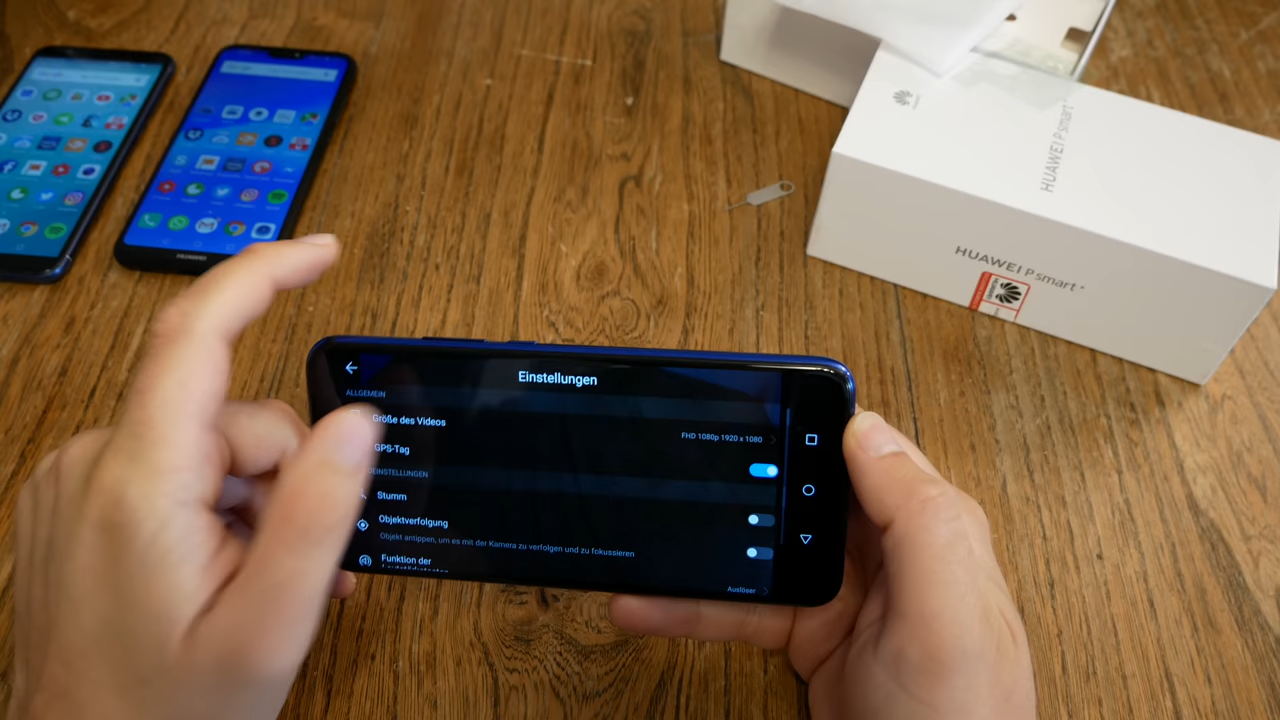 HUAWEI
HUAWEI P smart+
HUAWEI P smart+
Einstellungen
ALLGEMEIN
Größe des Videos
FHD 1080p 1920 x 1080
GPS-Tag
EINSTELLUNGEN
Stumm
Objektverfolgung
Objekt antippen, um es mit der Kamera zu verfolgen und zu fokussieren
Funktion der
Auslöser